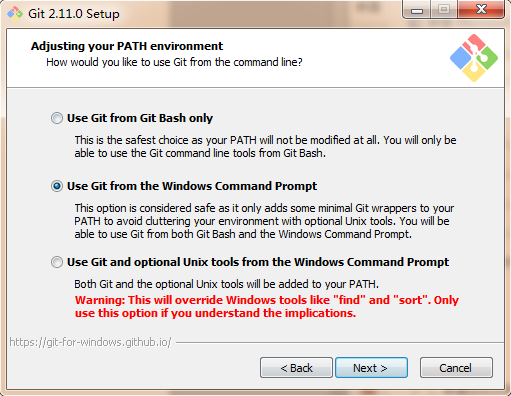 Git 2.11.0 Setup
Adjusting your PATH environment
How would you like to use Git from the command line?
Use Git from Git Bash only
This is the safest choice as your PATH will not be modified at all. You will only be
able to use the Git command line tools from Git Bash.
Use Git from the Windows Command Prompt
This option is considered safe as it only adds some minimal Git wrappers to your
PATH to avoid cluttering your environment with optional Unix tools. You will be
able to use Git from both Git Bash and the Windows Command Prompt.
Use Git and optional Unix tools from the Windows Command Prompt
Both Git and the optional Unix tools will be added to your PATH.
Warning: This will override Windows tools like "find" and "sort". Only
use this option if you understand the implications.
https://git-for-windows.github.io/
< Back Next > Cancel